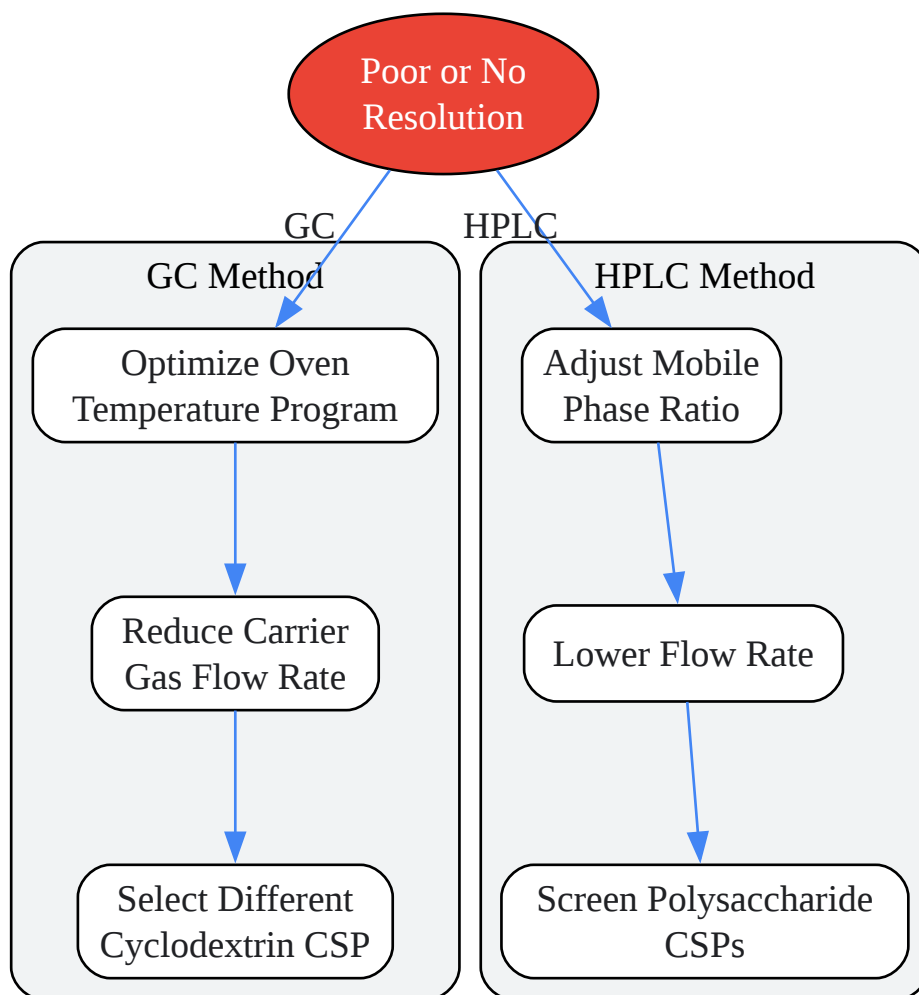 Poor or No
Resolution
GC
HPLC
GC Method
Optimize Oven
Temperature Program
Reduce Carrier
Gas Flow Rate
Select Different
Cyclodextrin CSP
HPLC Method
Adjust Mobile
Phase Ratio
Lower Flow Rate
Screen Polysaccharide
CSPs